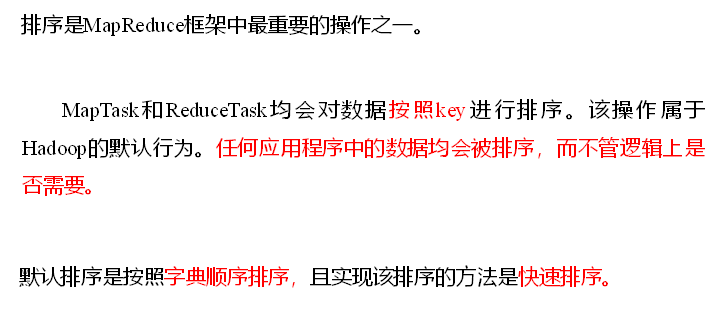 排序是MapReduce框架中最重要的操作之一。
MapTask和ReduceTask均会对数据按照key进行排序。该操作属于
Hadoop的默认行为。任何应用程序中的数据均会被排序，而不管逻辑上是
否需要。
默认排序是按照字典顺序排序，且实现该排序的方法是快速排序。